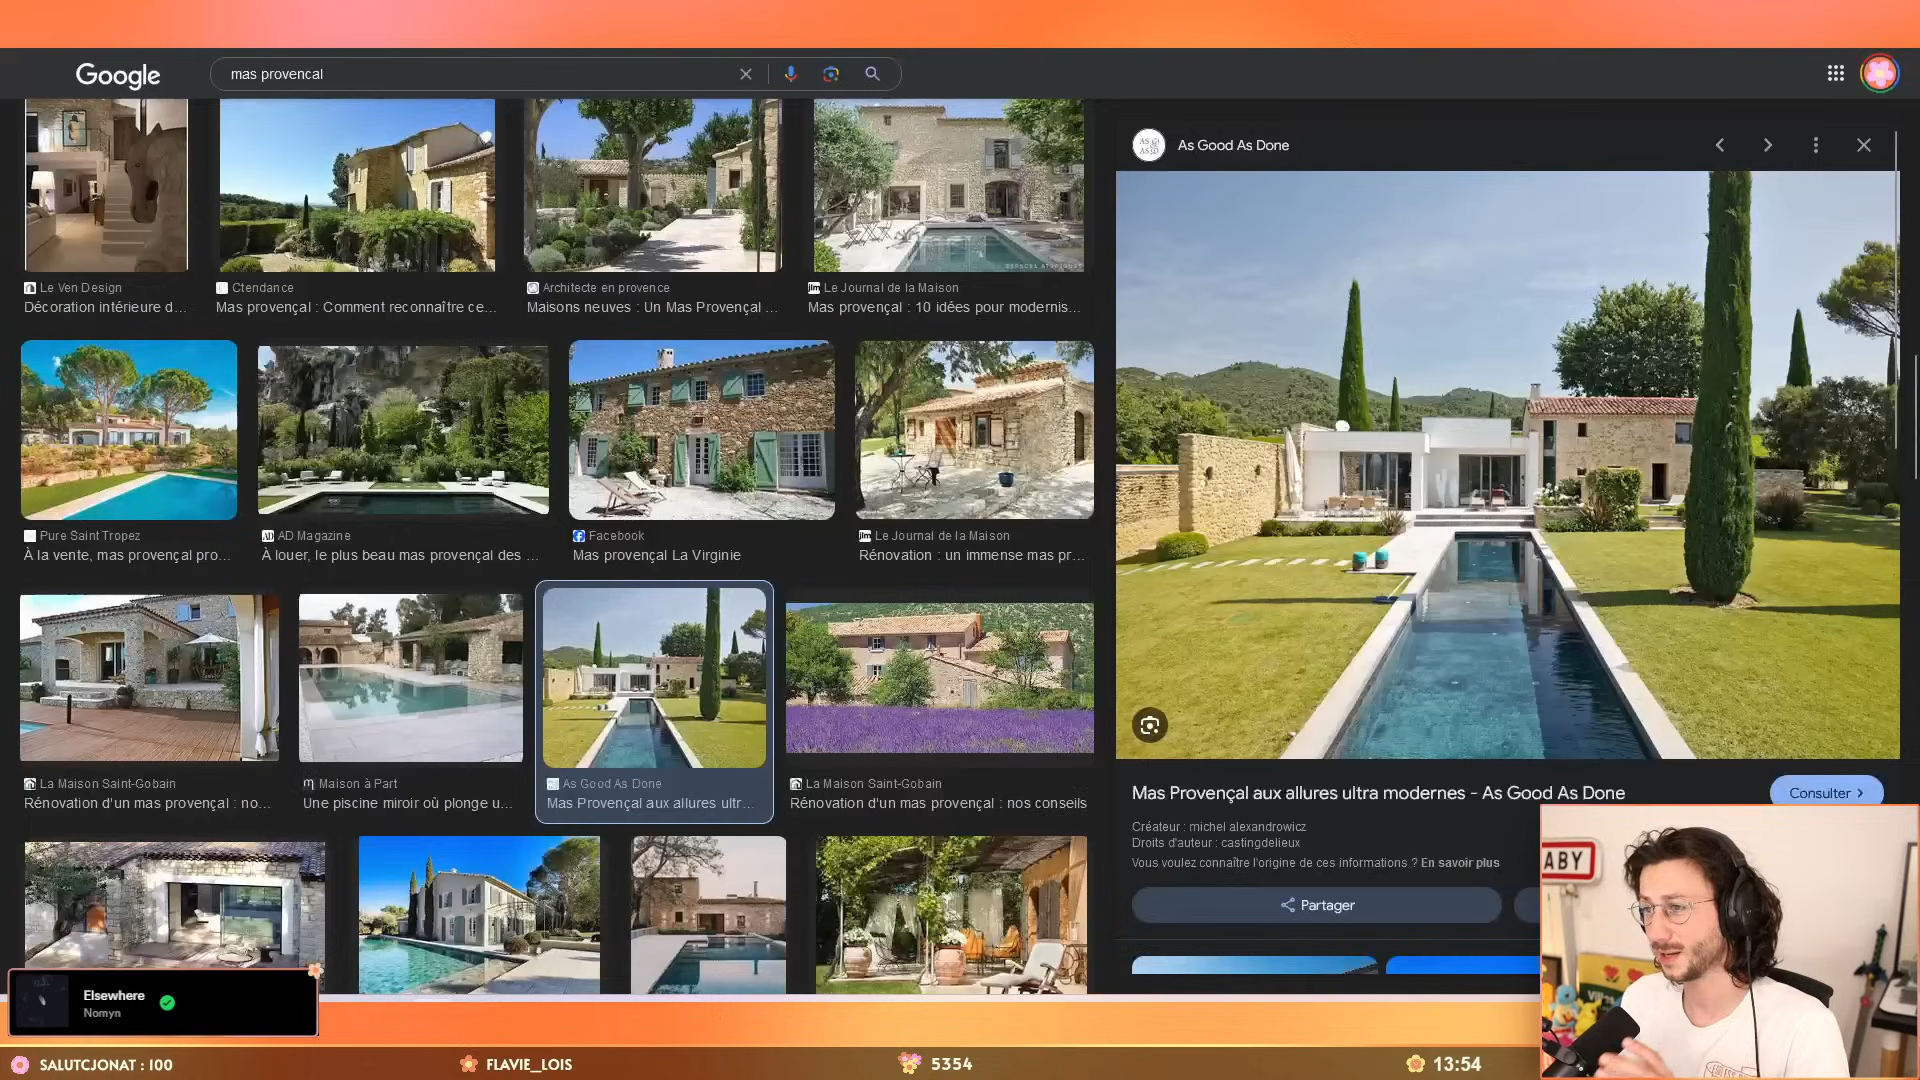 Google
mas provencal
Le Ven Design
Décoration intérieure d...
Ctendance
Mas provençal : Comment reconnaître ce...
Architecte en provence
Maisons neuves : Un Mas Provençal ...
ESPACES ATYPIQUES
jlm Le Journal de la Maison
Mas provençal : 10 idées pour modernis...
Pure Saint Tropez
À la vente, mas provençal pro...
AD AD Magazine
À louer, le plus beau mas provençal des ...
Facebook
Mas provençal La Virginie
jlm Le Journal de la Maison
Rénovation : un immense mas pr...
La Maison Saint-Gobain
Rénovation d'un mas provençal : no...
Maison à Part
Une piscine miroir où plonge u...
As Good As Done
Mas Provençal aux allures ultr...
La Maison Saint-Gobain
Rénovation d'un mas provençal : nos conseils
As Good As Done
Mas Provençal aux allures ultra modernes - As Good As Done
Consulter
Créateur : michel alexandrowicz
Droits d'auteur : castingdelieux
Vous voulez connaître l'origine de ces informations ? En savoir plus
Partager
ABY
Elsewhere
Nomyn
SALUTCJONAT : 100
FLAVIE_LOIS
5354
13:54